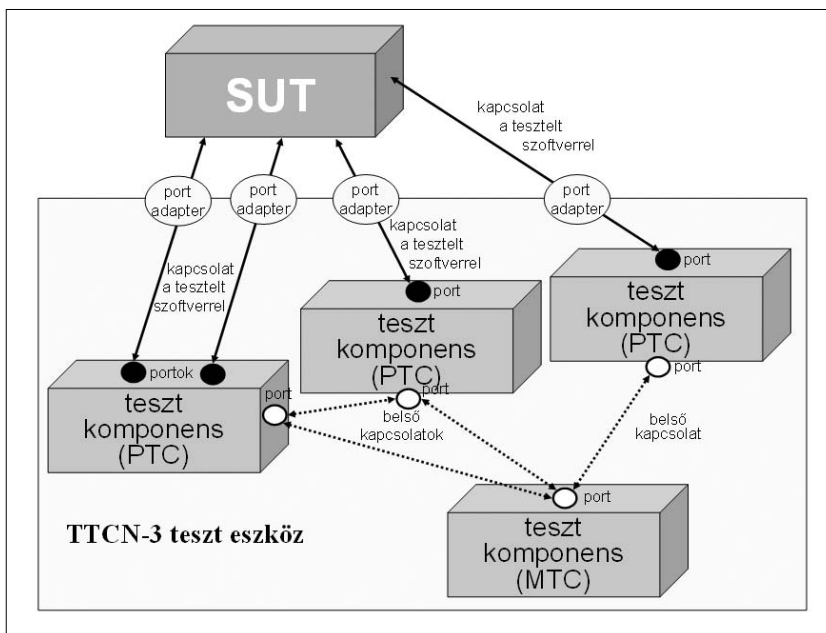 SUT
kapcsolat
a tesztelt
szoftverrel
port
adapter
port
adapter
port
adapter
port
adapter
kapcsolat
a tesztelt
szoftverrel
kapcsolat
a tesztelt
szoftverrel
port
teszt
komponens
(PTC)
port
teszt
komponens
(PTC)
portok
teszt
komponens
(PTC)
port
port
port
belső
kapcsolatok
belső
kapcsolat
port
teszt
komponens
(MTC)
TTCN-3 teszt eszköz